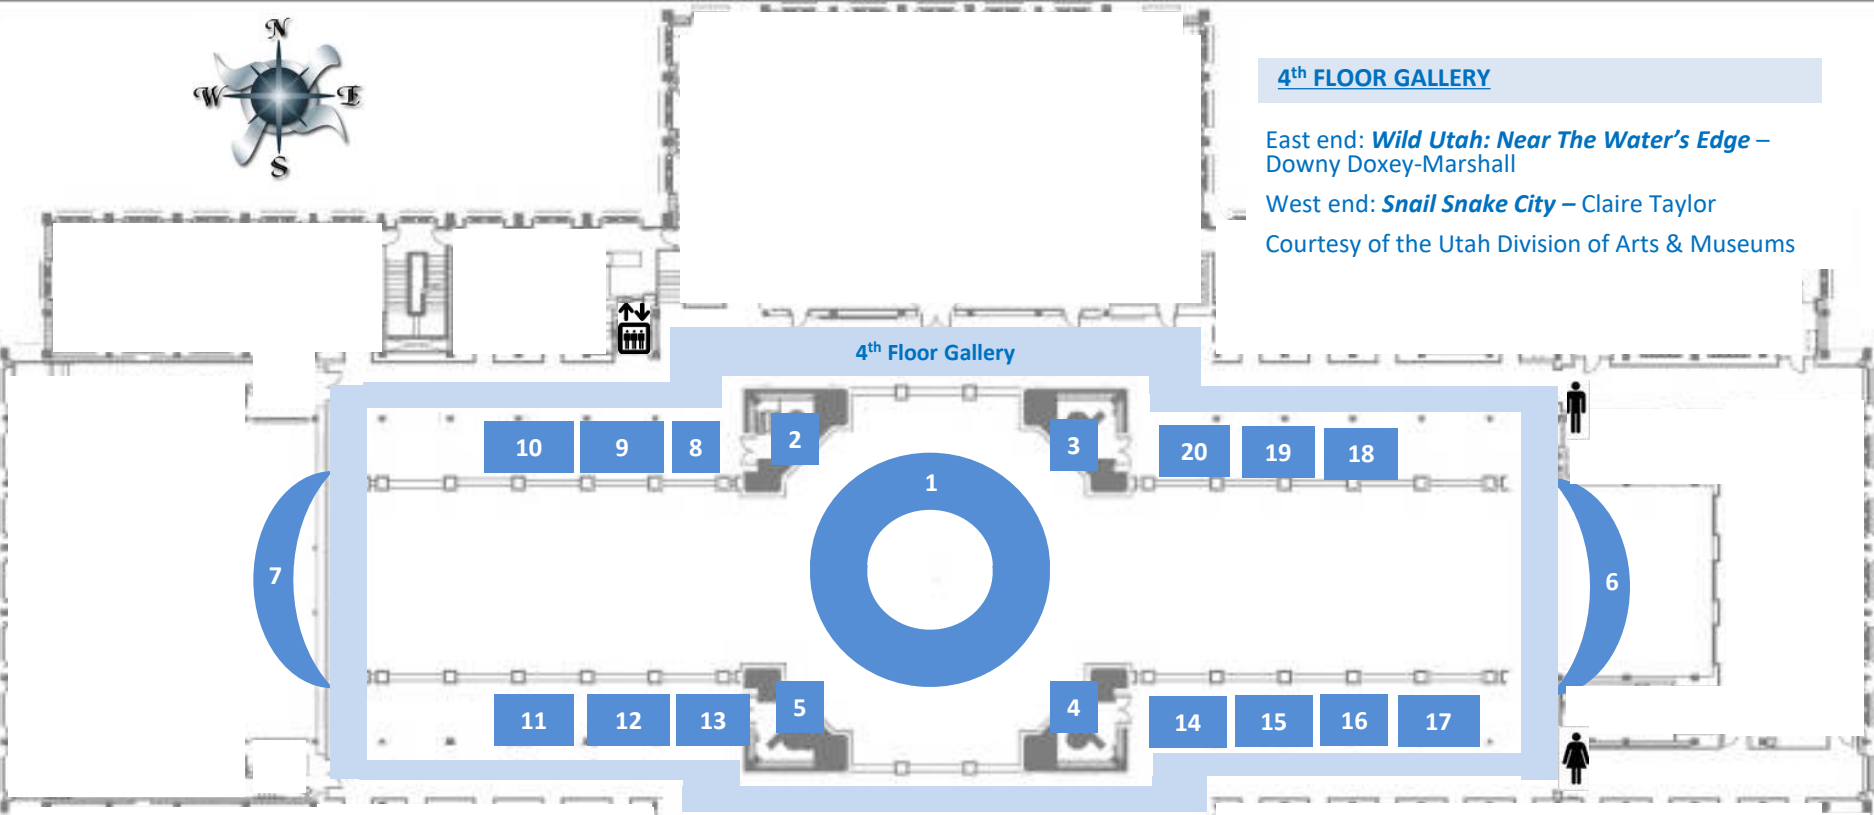 N
W E
S
4th FLOOR GALLERY
East end: Wild Utah: Near The Water's Edge –
Downy Doxey-Marshall
West end: Snail Snake City – Claire Taylor
Courtesy of the Utah Division of Arts & Museums
4th Floor Gallery
10 9 8 2 3 20 19 18
1
7 6
11 12 13 5 4 14 15 16 17